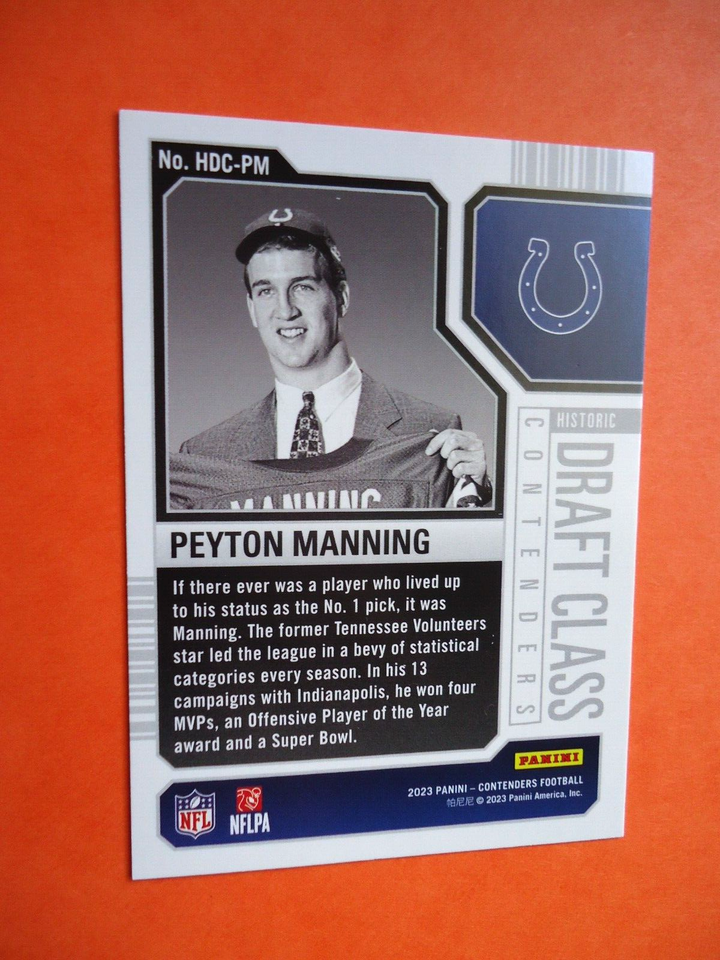 No. HDC-PM
MANNING
PEYTON MANNING
If there ever was a player who lived up
to his status as the No. 1 pick, it was
Manning. The former Tennessee Volunteers
star led the league in a bevy of statistical
categories every season. In his 13
campaigns with Indianapolis, he won four
MVPs, an Offensive Player of the Year
award and a Super Bowl.
HISTORIC
DRAFT CLASS
CONTENDERS
PANINI
2023 PANINI – CONTENDERS FOOTBALL
帕尼尼 © 2023 Panini America, Inc.
NFL
NFLPA